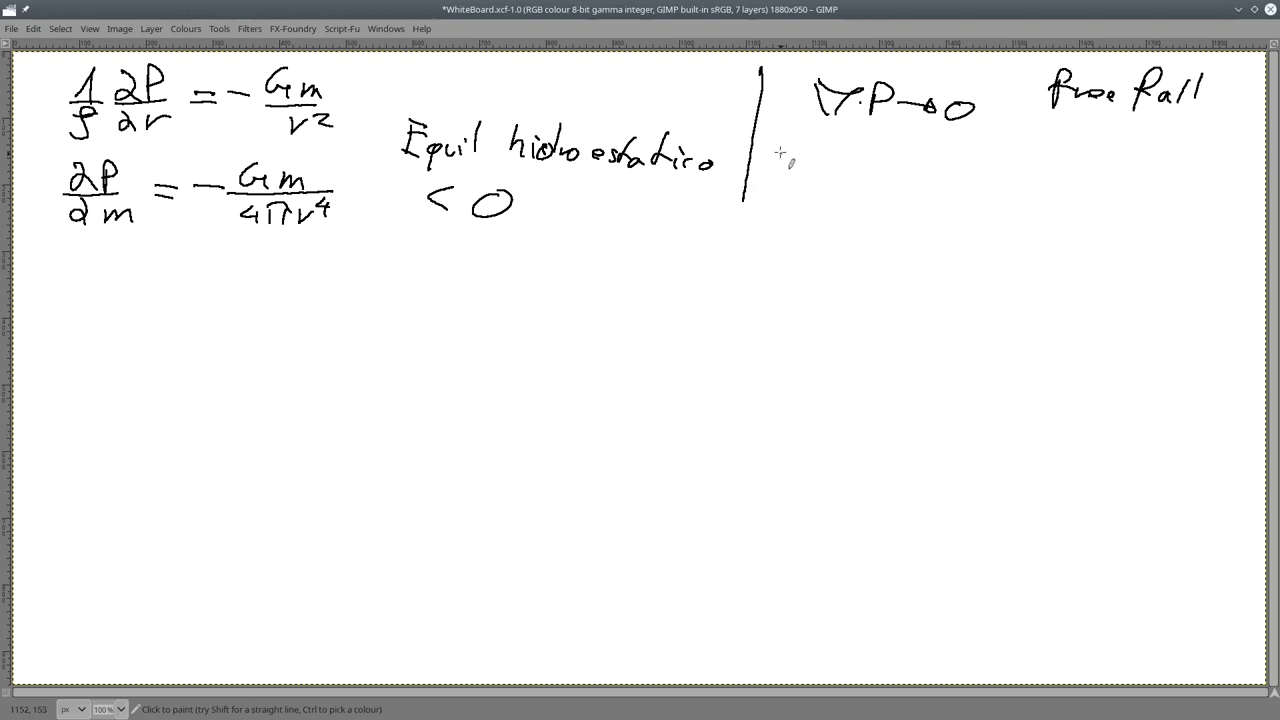 *WhiteBoard.xcf-1.0 (RGB colour 8-bit gamma integer, GIMP built-in sRGB, 7 layers) 1880x950 – GIMP
File Edit Select View Image Layer Colours Tools Filters FX-Foundry Script-Fu Windows Help
1/ρ ∂P/∂r = - Gm/r²
Equil hidroestatico
∂P/∂m = - Gm/4πr⁴ < 0
∇·P → 0 free fall
1152, 153 px 100 % Click to paint (try Shift for a straight line, Ctrl to pick a colour)